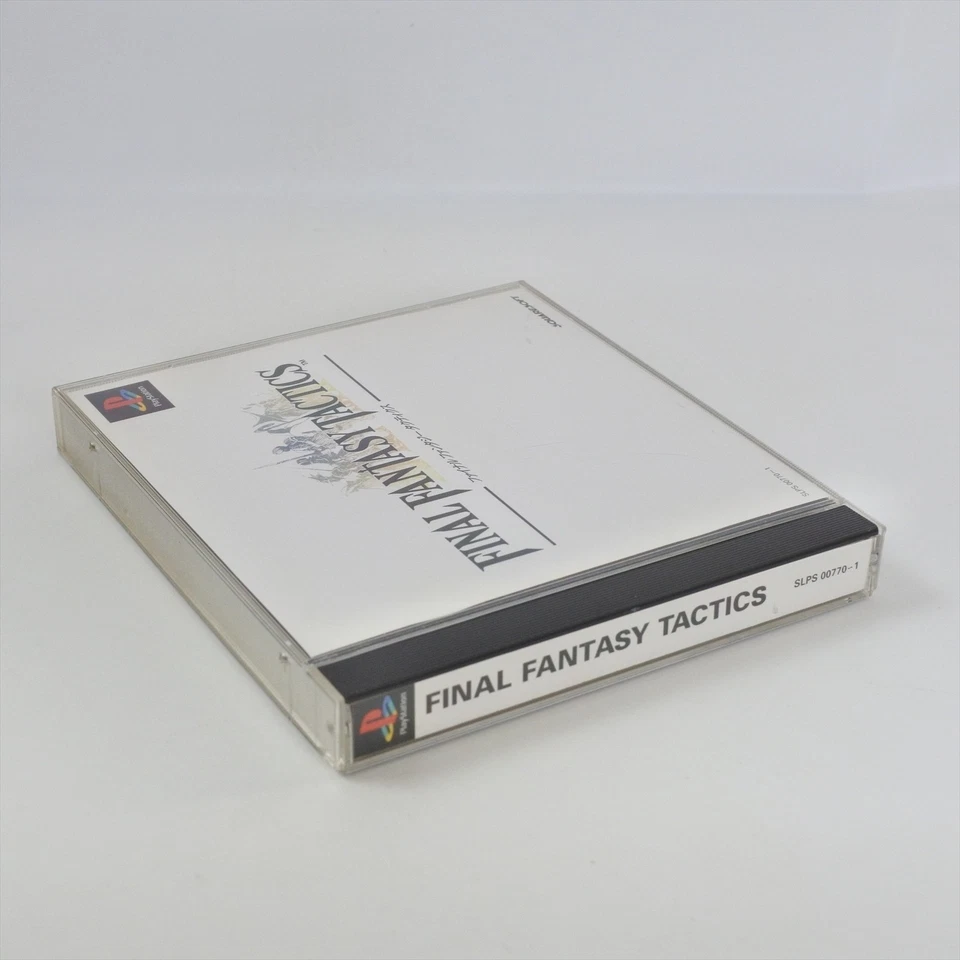 PlayStation
FINAL FANTASY TACTICS™
ファイナルファンタジー タクティクス
SQUARESOFT
SLPS 00770~1
PlayStation
FINAL FANTASY TACTICS
SLPS 00770~1